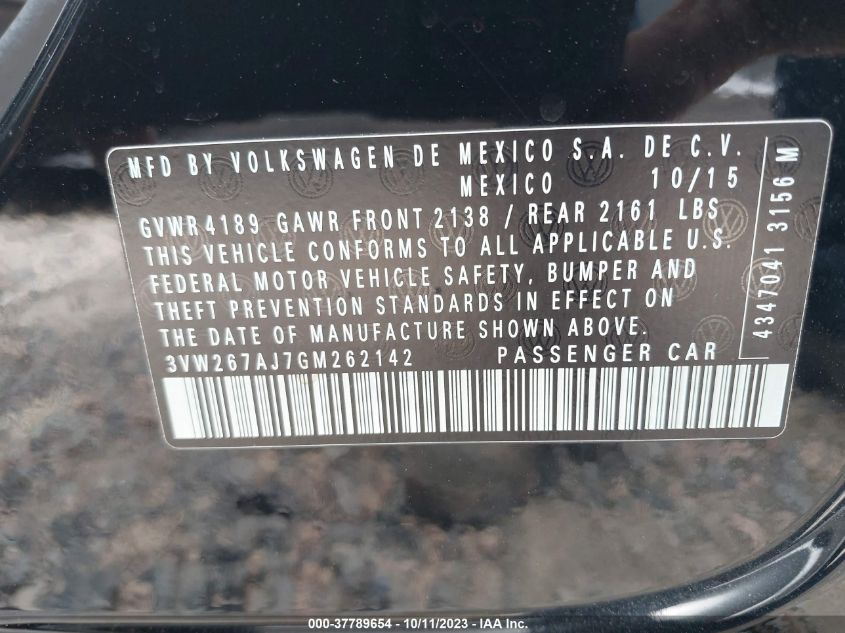 MFD BY VOLKSWAGEN DE MEXICO S.A. DE C.V.
MEXICO 10/15
GVWR 4189 GAWR FRONT 2138 / REAR 2161 LBS
THIS VEHICLE CONFORMS TO ALL APPLICABLE U.S.
FEDERAL MOTOR VEHICLE SAFETY, BUMPER AND
THEFT PREVENTION STANDARDS IN EFFECT ON
THE DATE OF MANUFACTURE SHOWN ABOVE.
3VW267AJ7GM262142 PASSENGER CAR
4347041 3156 M
000-37789654 - 10/11/2023 - IAA Inc.